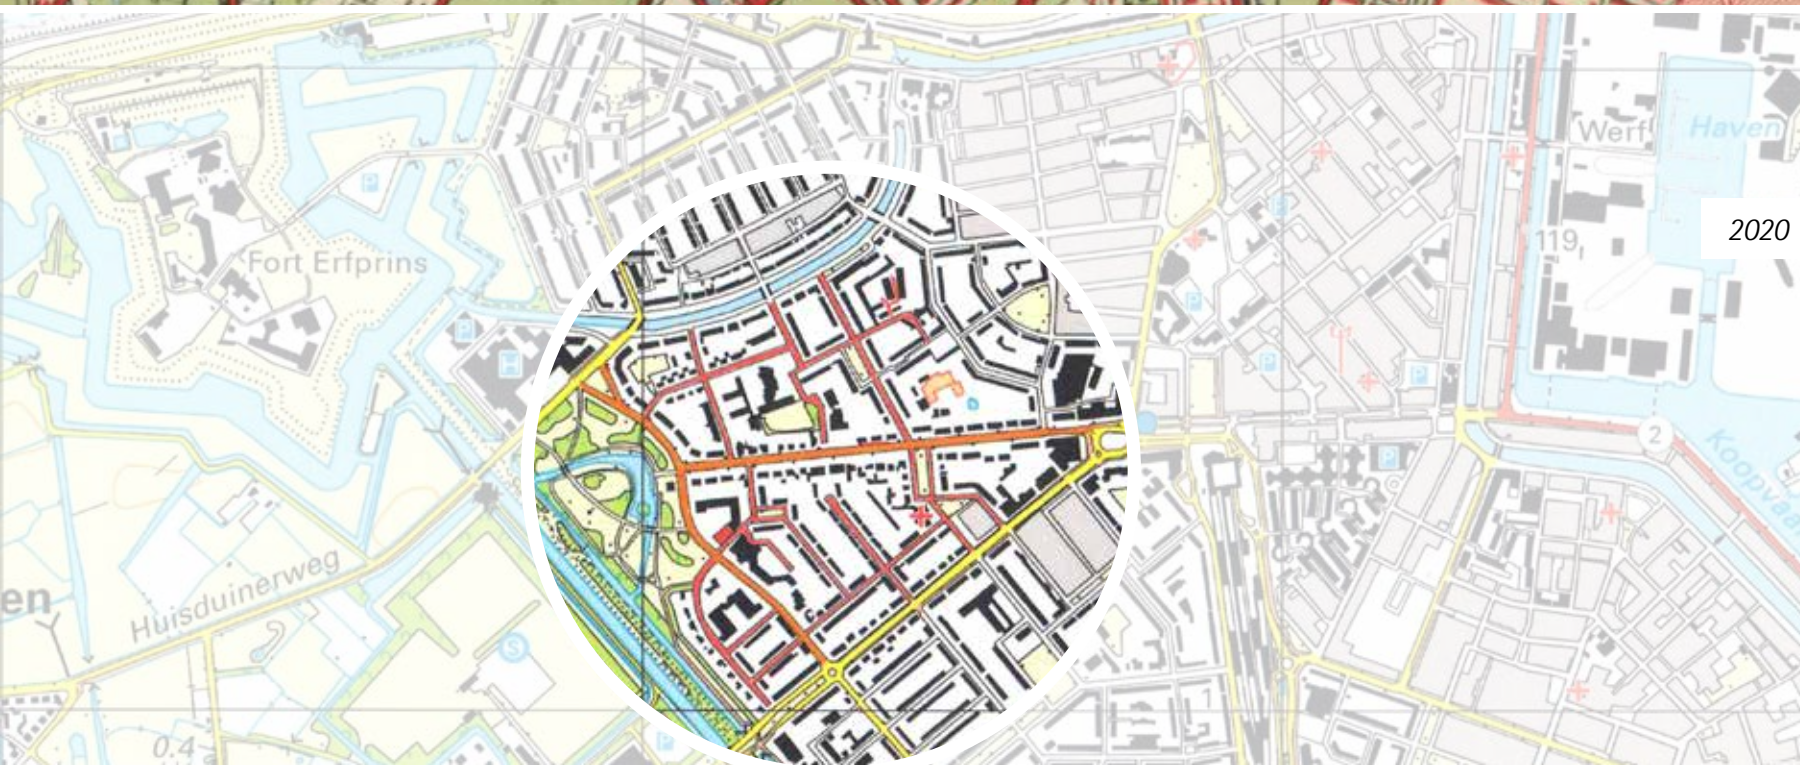 Werf
Haven
P
2020
119
Fort Erfprins
P
P
P
H
P
P
2
P
Koopvaa
Huisduinerweg
en
S
0.4
P